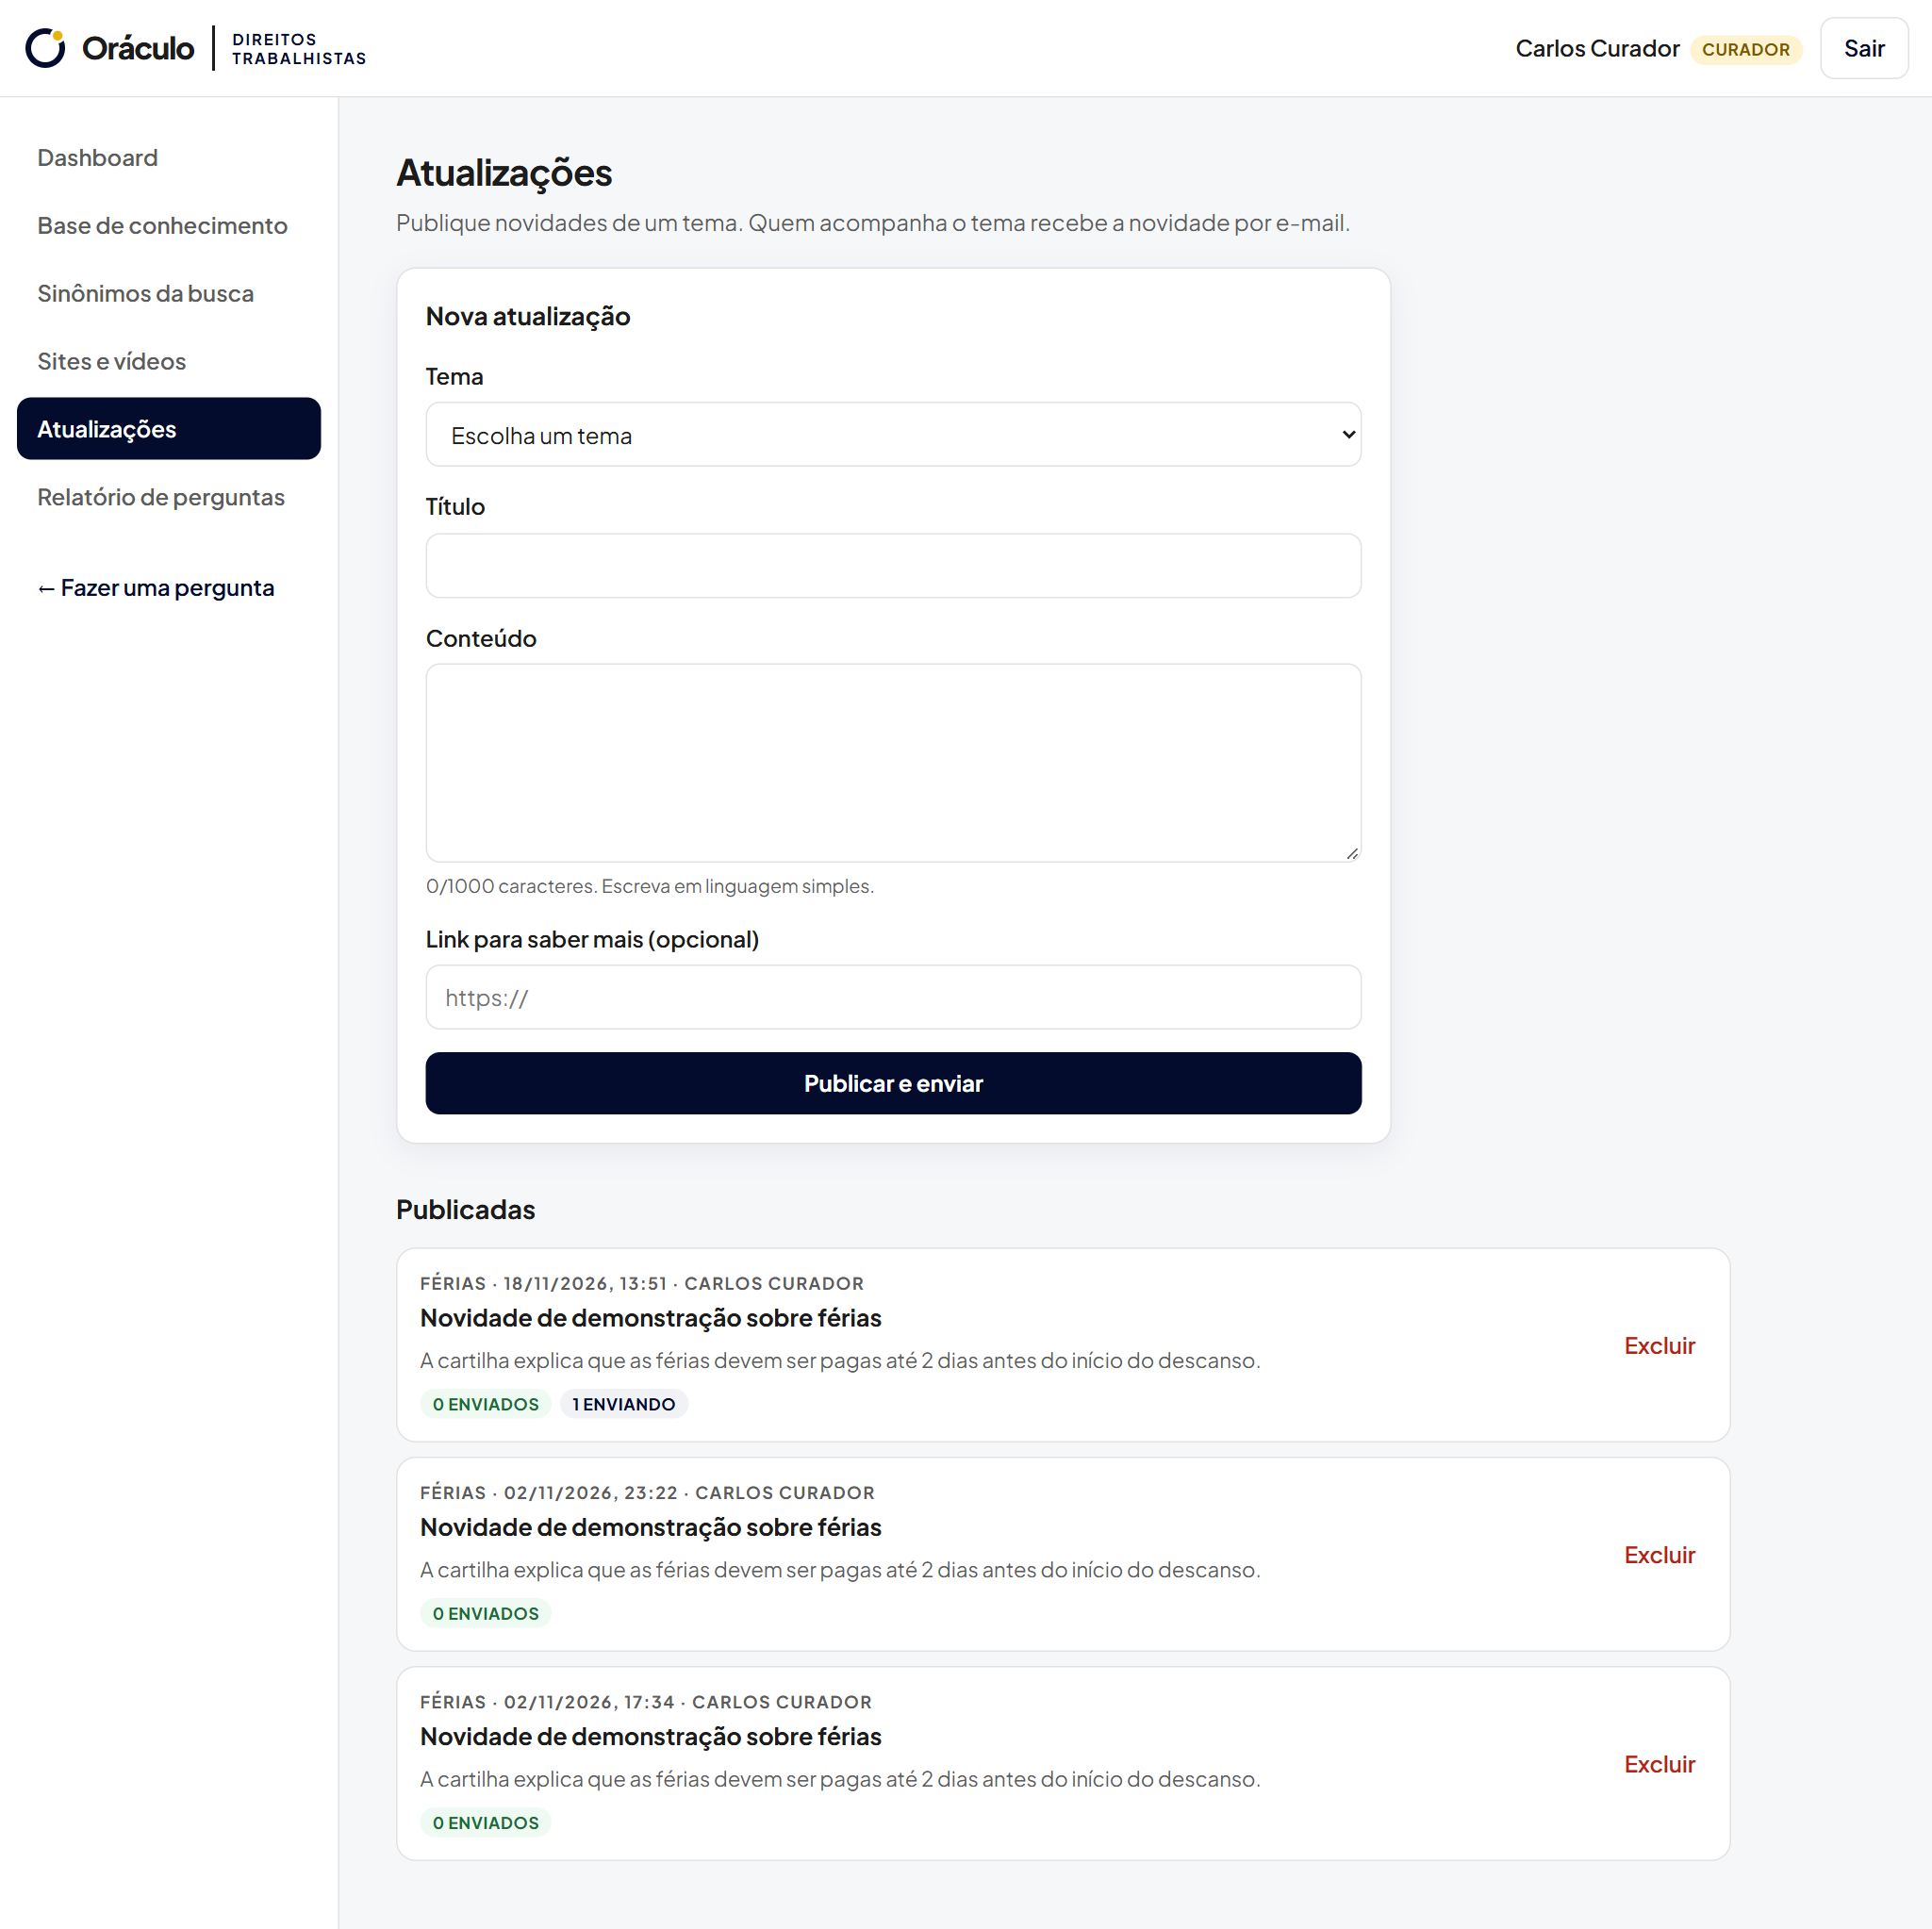 Oráculo
DIREITOS
TRABALHISTAS
Carlos Curador
CURADOR
Sair
Dashboard
Base de conhecimento
Sinônimos da busca
Sites e vídeos
Atualizações
Relatório de perguntas
← Fazer uma pergunta
Atualizações
Publique novidades de um tema. Quem acompanha o tema recebe a novidade por e-mail.
Nova atualização
Tema
Escolha um tema
Título
Conteúdo
0/1000 caracteres. Escreva em linguagem simples.
Link para saber mais (opcional)
https://
Publicar e enviar
Publicadas
FÉRIAS · 18/11/2026, 13:51 · CARLOS CURADOR
Novidade de demonstração sobre férias
A cartilha explica que as férias devem ser pagas até 2 dias antes do início do descanso.
0 ENVIADOS
1 ENVIANDO
Excluir
FÉRIAS · 02/11/2026, 23:22 · CARLOS CURADOR
Novidade de demonstração sobre férias
A cartilha explica que as férias devem ser pagas até 2 dias antes do início do descanso.
0 ENVIADOS
Excluir
FÉRIAS · 02/11/2026, 17:34 · CARLOS CURADOR
Novidade de demonstração sobre férias
A cartilha explica que as férias devem ser pagas até 2 dias antes do início do descanso.
0 ENVIADOS
Excluir